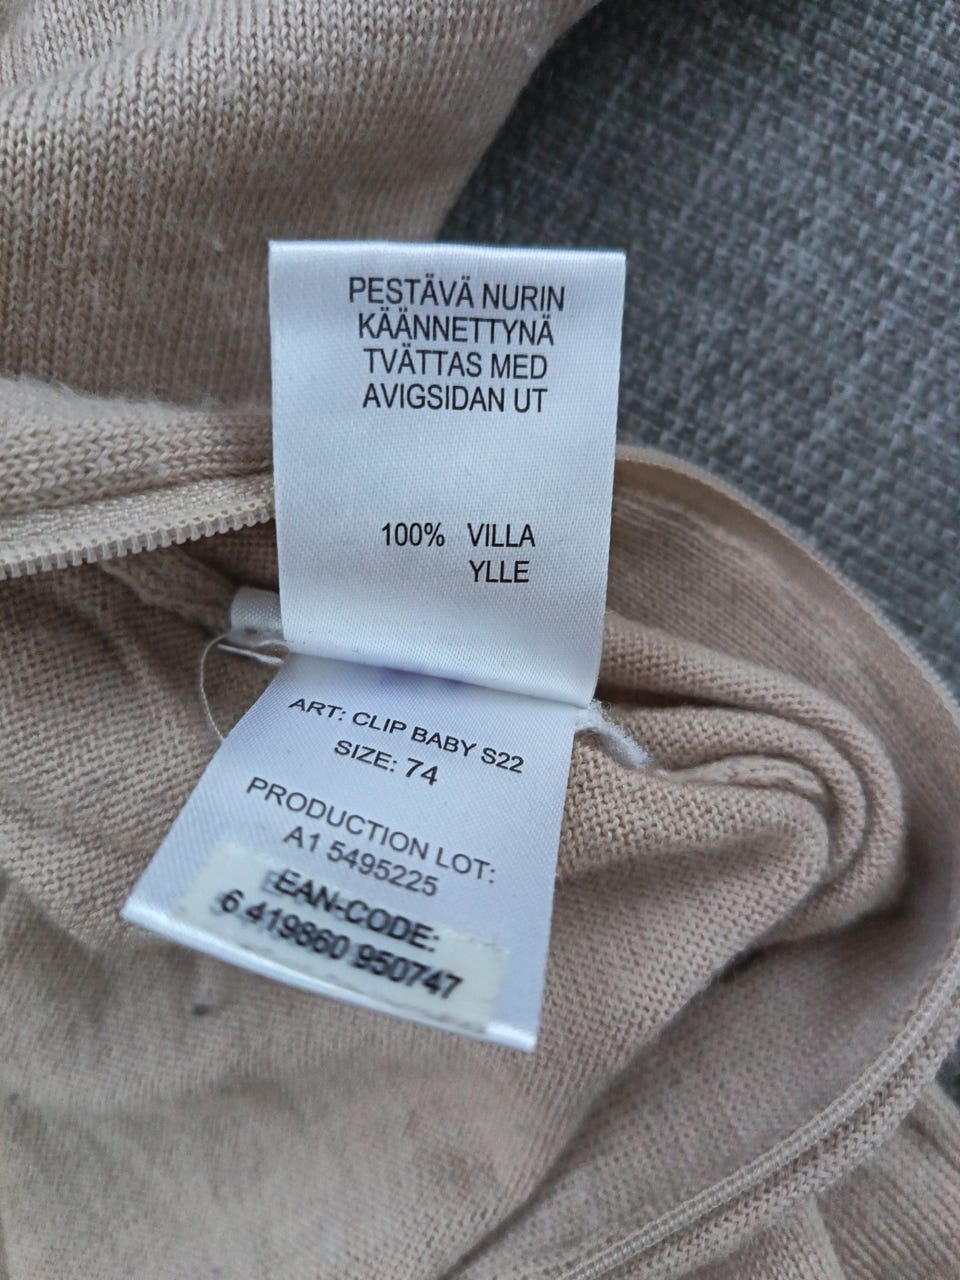 PESTÄVÄ NURIN
KÄÄNNETTYNÄ
TVÄTTAS MED
AVIGSIDAN UT
100% VILLA
YLLE
ART: CLIP BABY S22
SIZE: 74
PRODUCTION LOT:
A1 5495225
EAN-CODE:
6 419860 950747